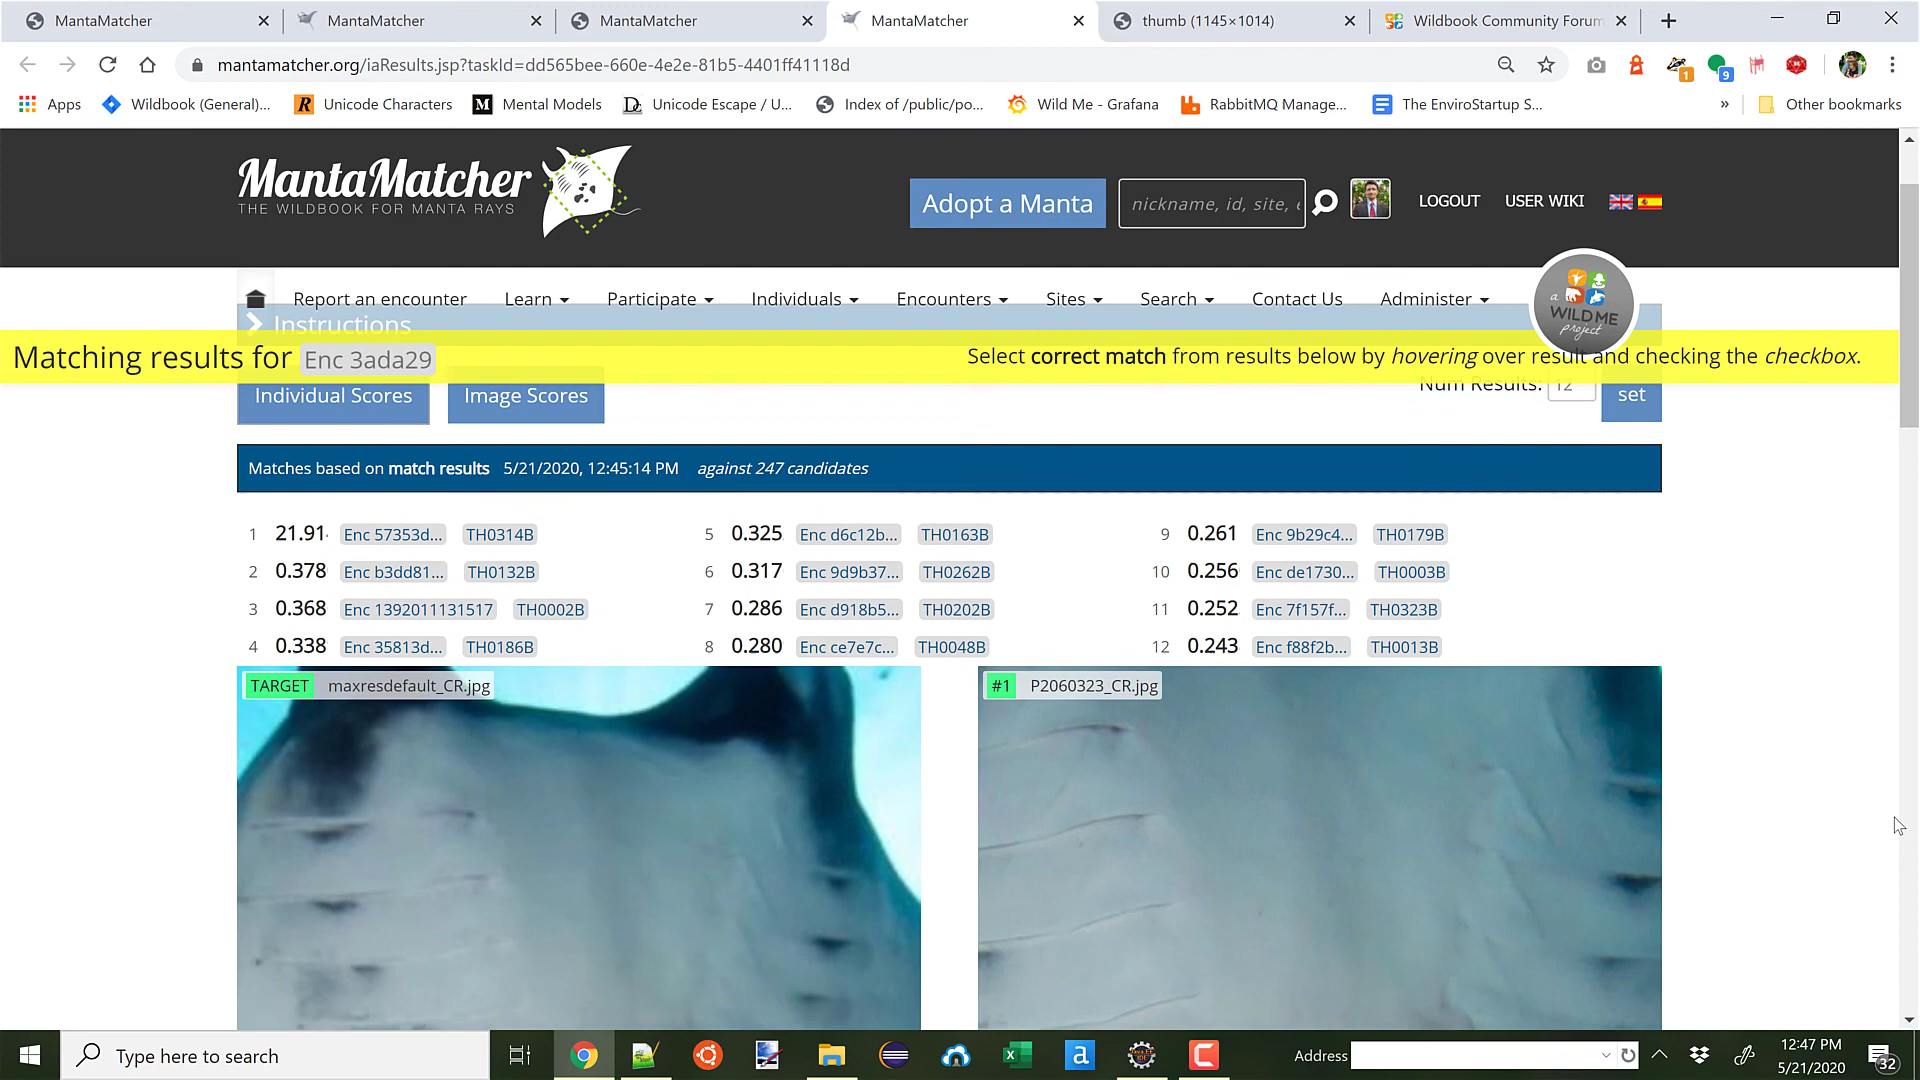 MantaMatcher
MantaMatcher
MantaMatcher
MantaMatcher
thumb (1145×1014)
Wildbook Community Forum
mantamatcher.org/iaResults.jsp?taskId=dd565bee-660e-4e2e-81b5-4401ff41118d
1
9
Apps
Wildbook (General)...
Unicode Characters
Mental Models
Unicode Escape / U...
Index of /public/po...
Wild Me - Grafana
RabbitMQ Manage...
The EnviroStartup S...
»
Other bookmarks
MantaMatcher
THE WILDBOOK FOR MANTA RAYS
Adopt a Manta
nickname, id, site, e
LOGOUT
USER WIKI
Report an encounter
Learn
Participate
Individuals
Encounters
Sites
Search
Contact Us
Administer
a
WILD ME
project
Instructions
Matching results for Enc 3ada29
Select correct match from results below by hovering over result and checking the checkbox.
Individual Scores
Image Scores
Num Results: 12
set
Matches based on match results 5/21/2020, 12:45:14 PM against 247 candidates
1 21.91 Enc 57353d... TH0314B
2 0.378 Enc b3dd81... TH0132B
3 0.368 Enc 1392011131517 TH0002B
4 0.338 Enc 35813d... TH0186B
5 0.325 Enc d6c12b... TH0163B
6 0.317 Enc 9d9b37... TH0262B
7 0.286 Enc d918b5... TH0202B
8 0.280 Enc ce7e7c... TH0048B
9 0.261 Enc 9b29c4... TH0179B
10 0.256 Enc de1730... TH0003B
11 0.252 Enc 7f157f... TH0323B
12 0.243 Enc f88f2b... TH0013B
TARGET maxresdefault_CR.jpg
#1 P2060323_CR.jpg
Type here to search
Address
12:47 PM
5/21/2020
32